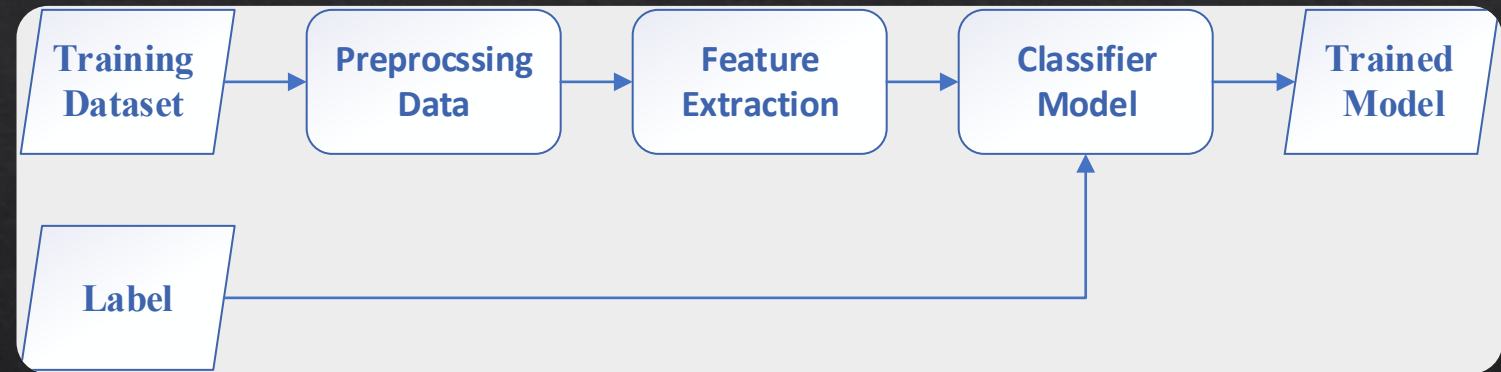 Training
Dataset
Preprocssing
Data
Feature
Extraction
Classifier
Model
Trained
Model
Label